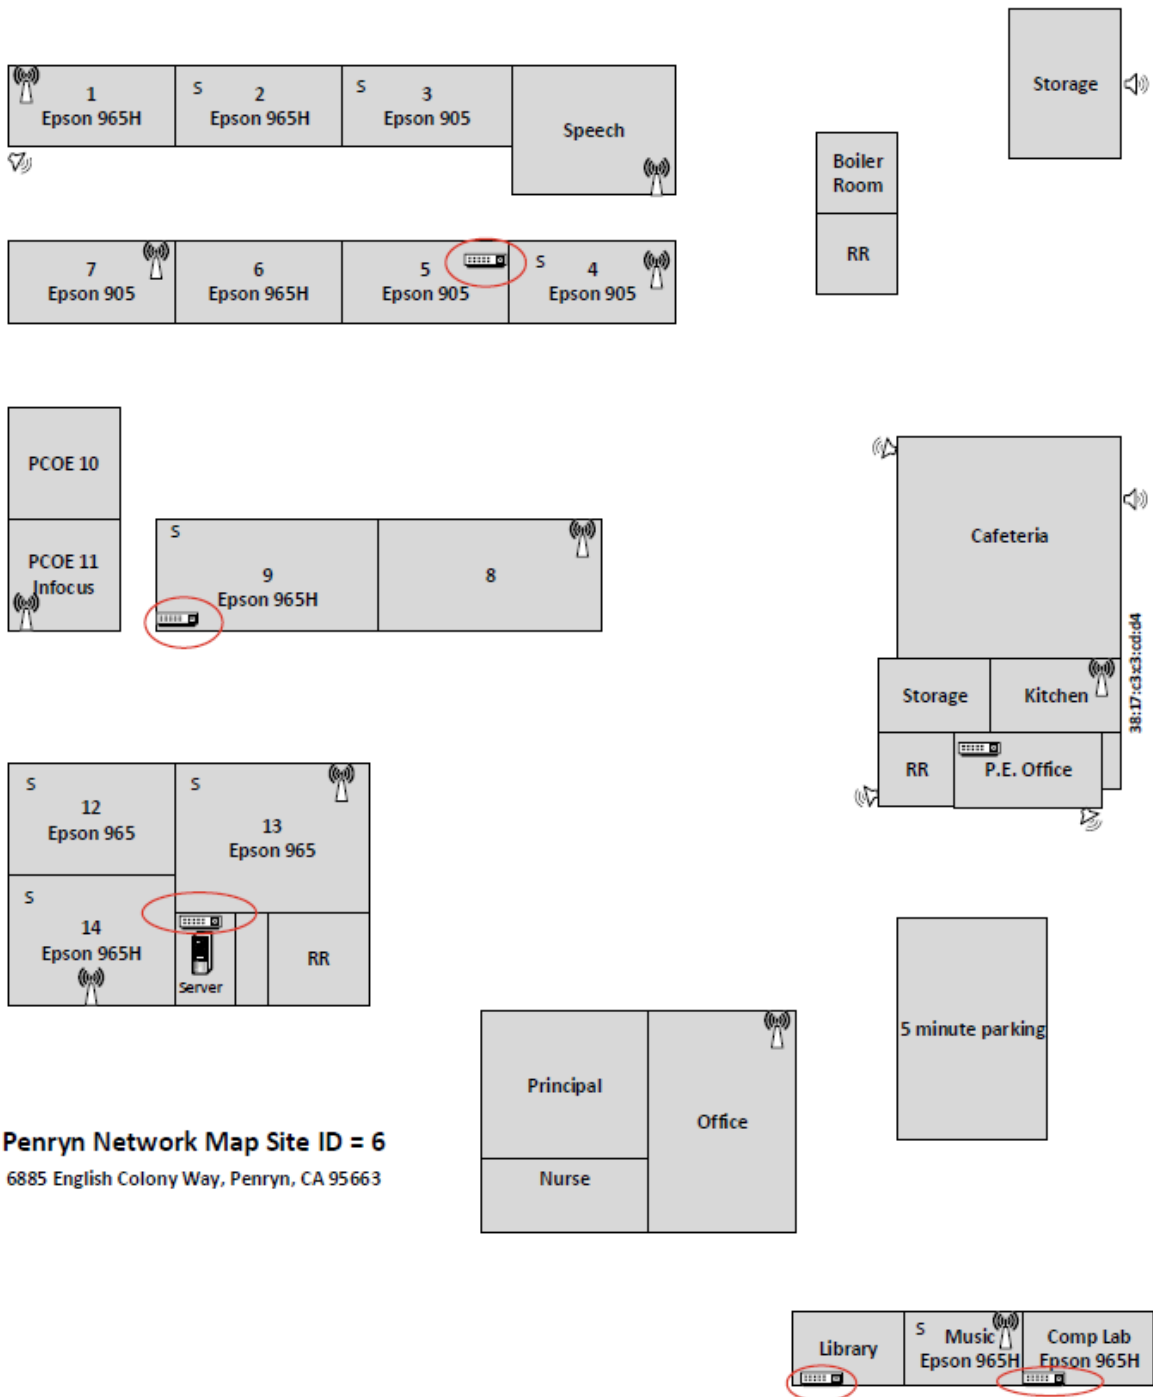 Storage
1
Epson 965H
S
2
Epson 965H
S
3
Epson 905
Speech
Boiler
Room
RR
7
Epson 905
6
Epson 965H
5
Epson 905
S
4
Epson 905
PCOE 10
PCOE 11
Infocus
S
9
Epson 965H
8
Cafeteria
38:17:c3:c3:cd:d4
Storage
Kitchen
RR
P.E. Office
S
12
Epson 965
S
13
Epson 965
S
14
Epson 965H
Server
RR
5 minute parking
Principal
Office
Nurse
Penryn Network Map Site ID = 6
6885 English Colony Way, Penryn, CA 95663
Library
S
Music
Epson 965H
Comp Lab
Epson 965H